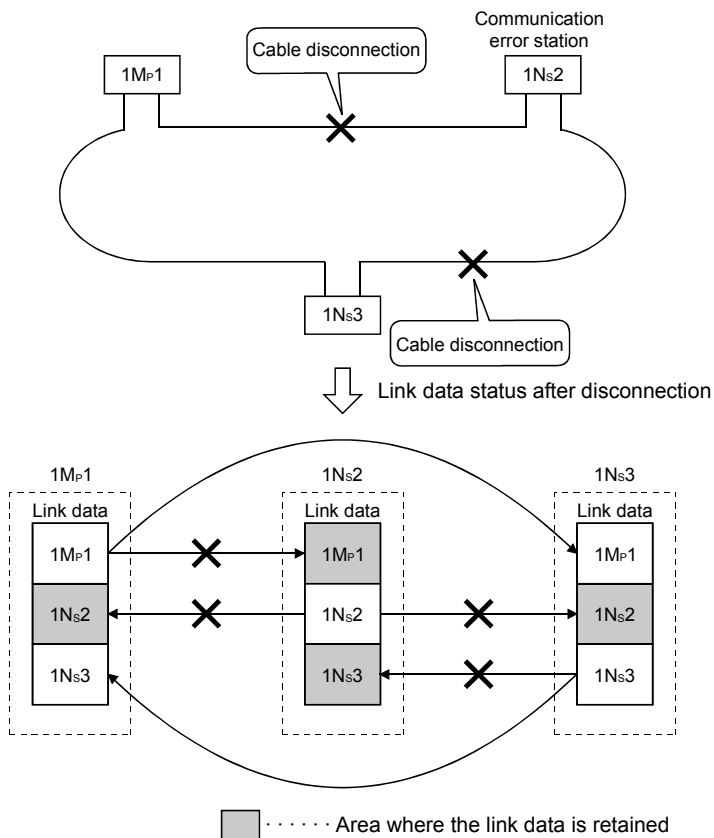 Communication
error station
Cable disconnection
1MP1
1NS2
1NS3
Cable disconnection
Link data status after disconnection
1MP1
1NS2
1NS3
Link data
Link data
Link data
1MP1
1MP1
1MP1
1NS2
1NS2
1NS2
1NS3
1NS3
1NS3
· · · · · · Area where the link data is retained